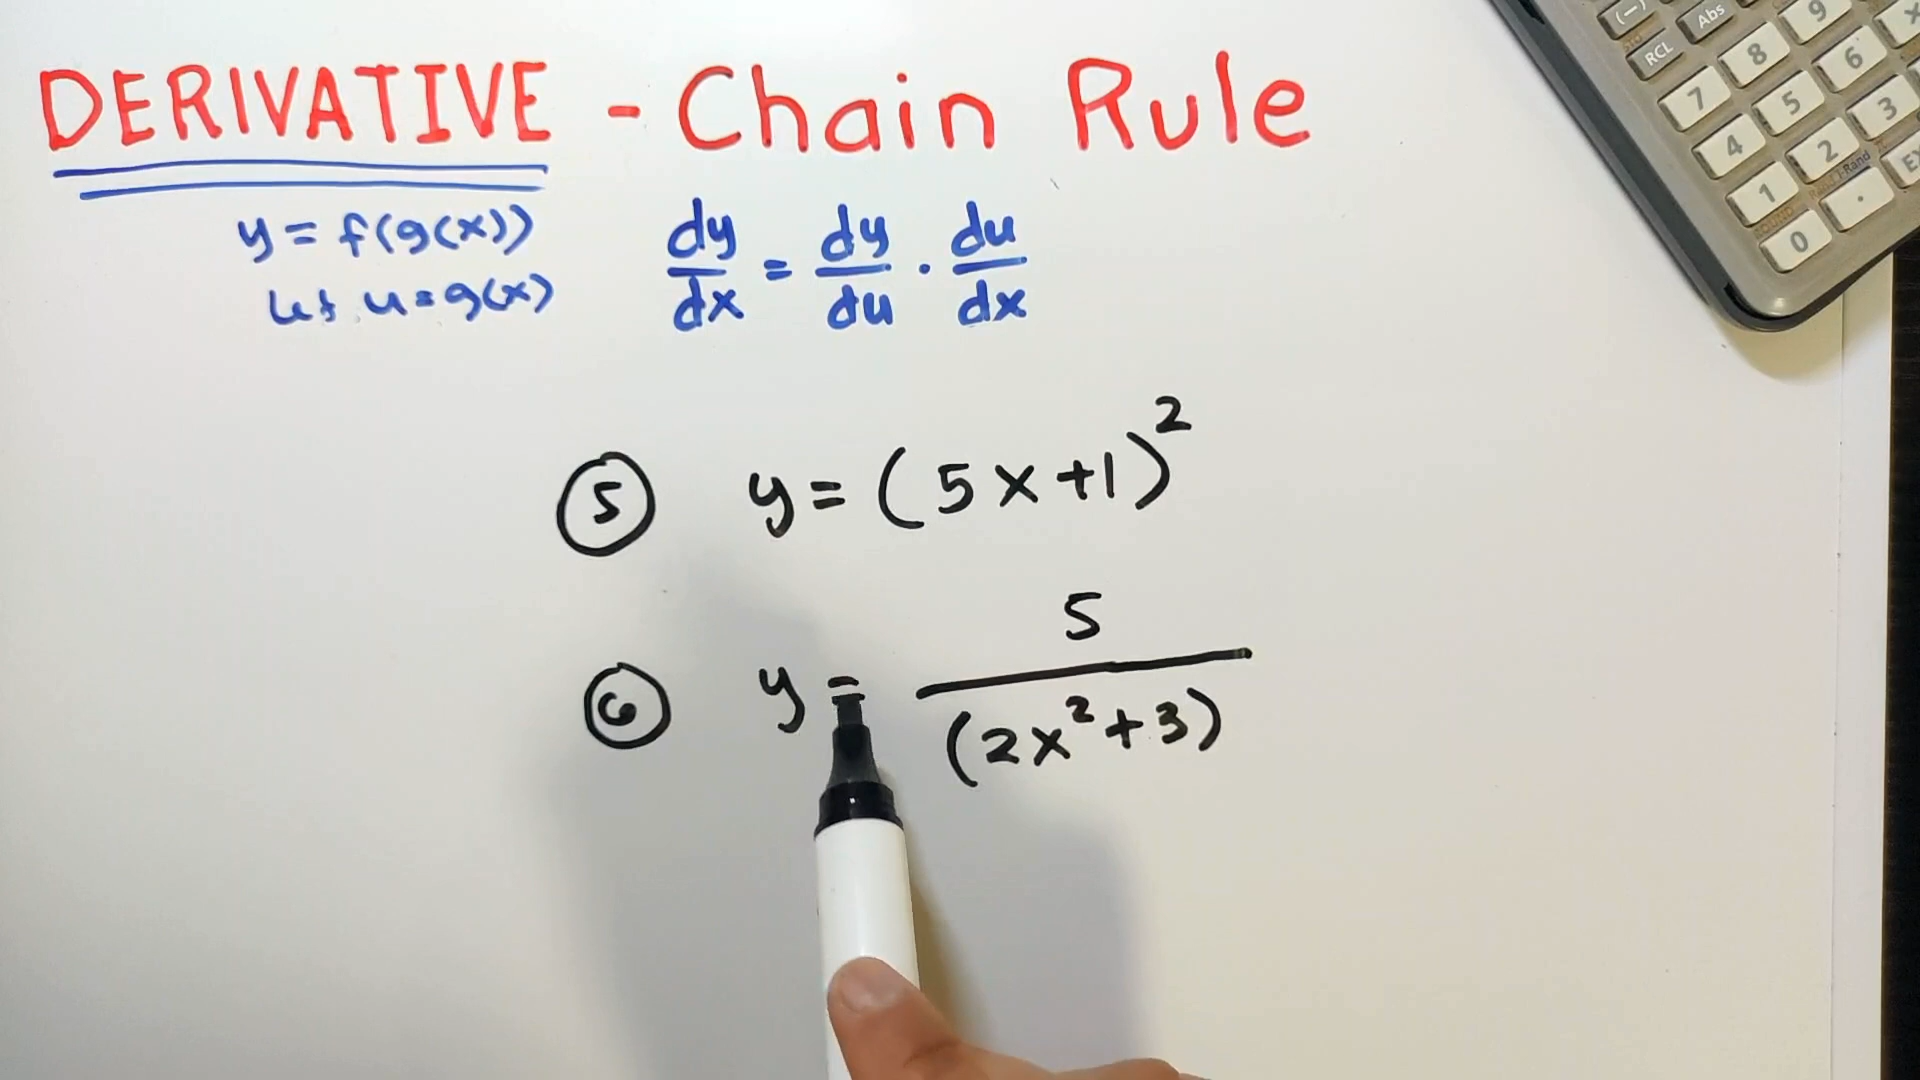 DERIVATIVE - Chain Rule
y = f(g(x))
let u = g(x)
dy/dx = dy/du · du/dx
⑤ y = (5x+1)²
⑥ y = 5/(2x²+3)
(-) Abs
RCL
9 ×
8 6
7 5 3
4 2 EX
1 .
0